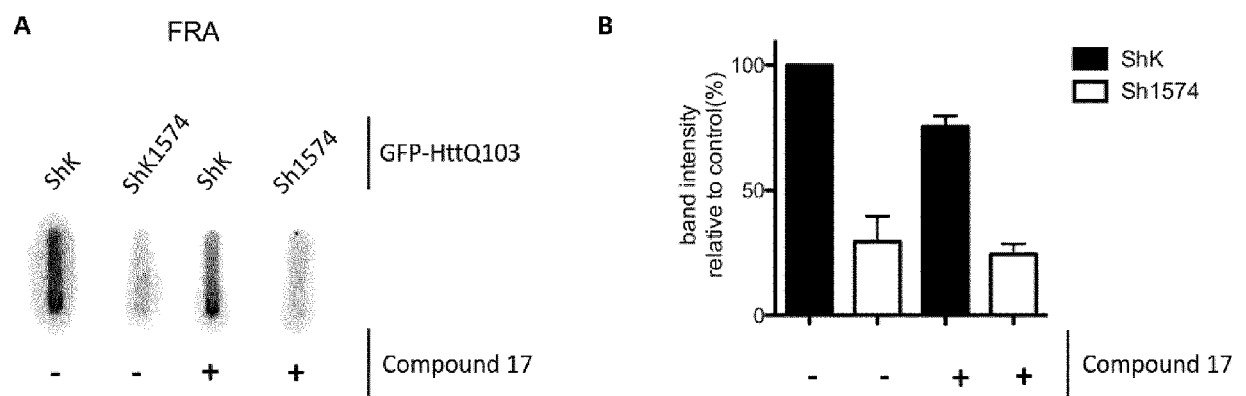 A
FRA
ShK
ShK1574
ShK
Sh1574
GFP-HttQ103
- - + +
Compound 17
B
band intensity
relative to control(%)
100
50
0
ShK
Sh1574
- - + +
Compound 17